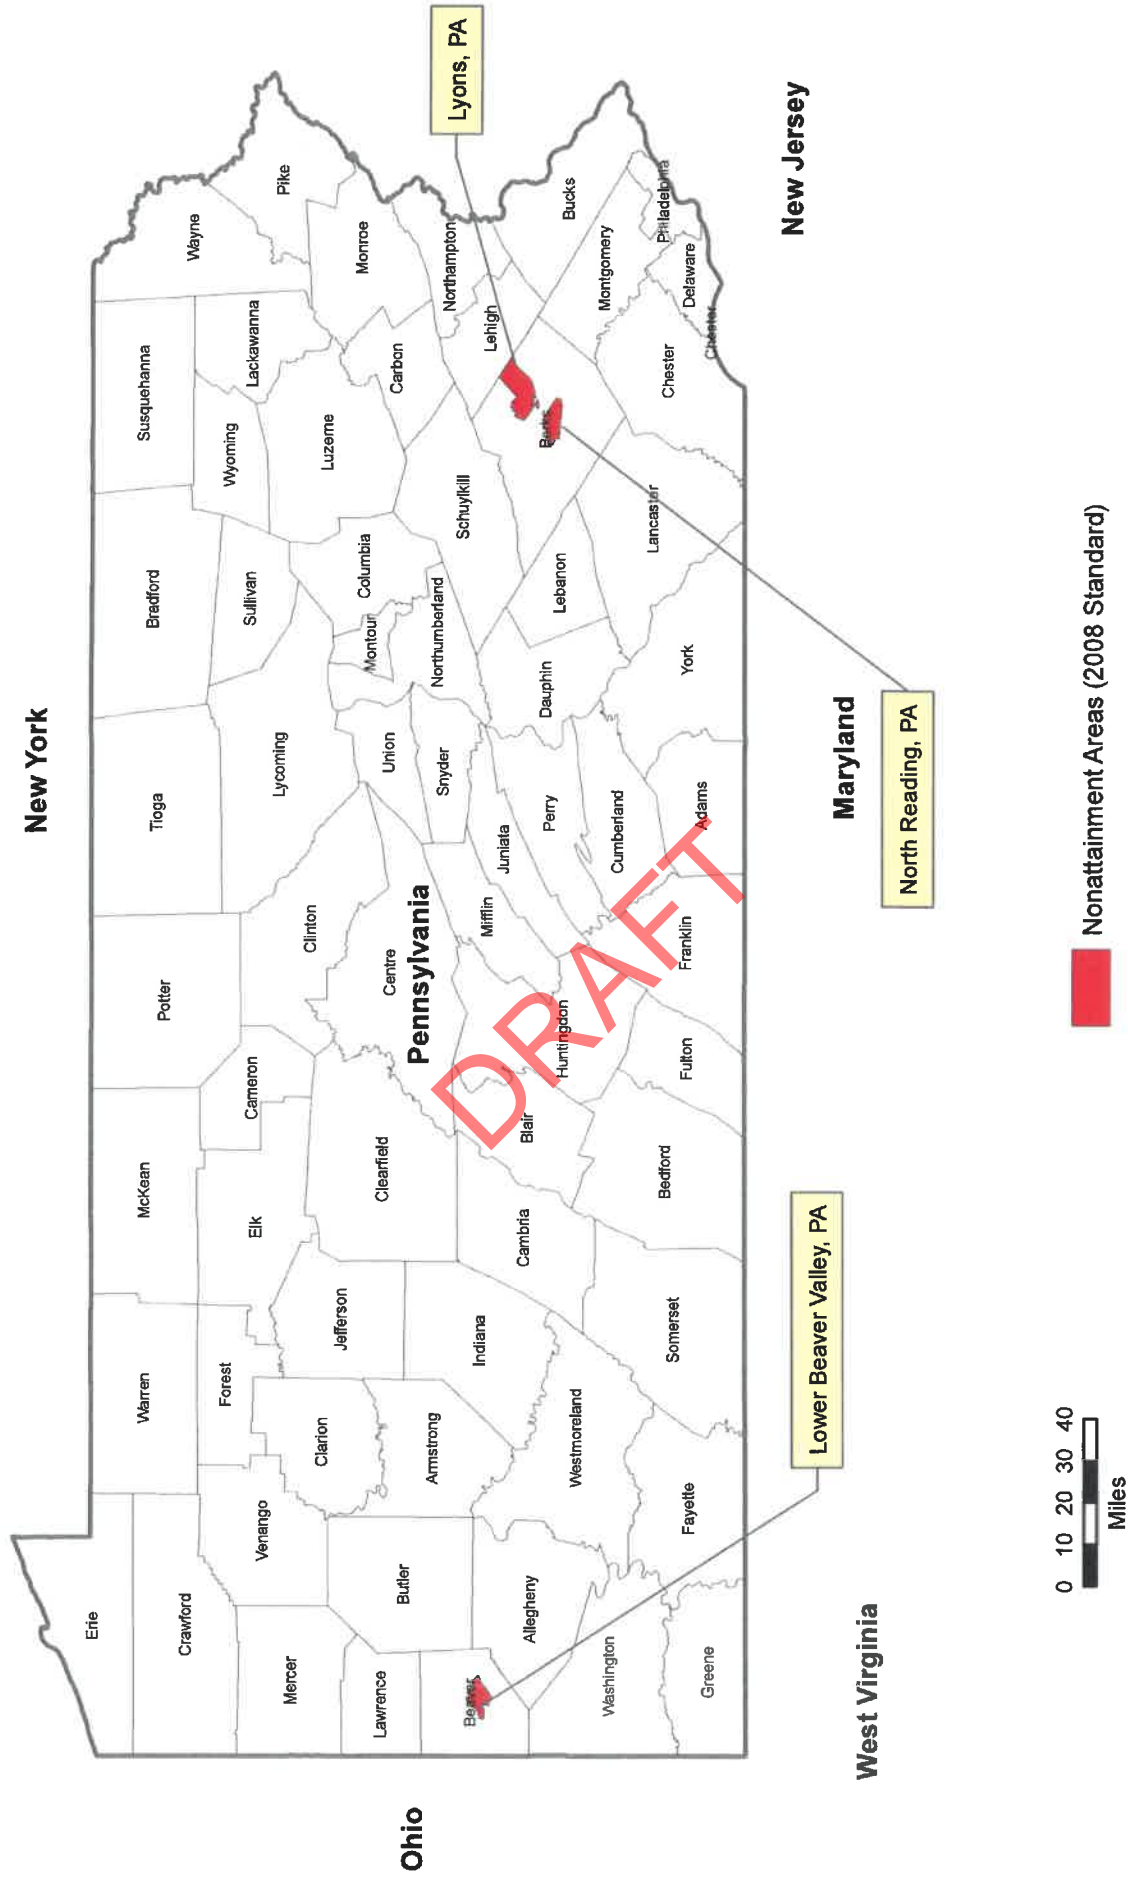 New York
Erie
Crawford
Warren
McKean
Potter
Tioga
Bradford
Susquehanna
Wayne
Mercer
Venango
Forest
Elk
Cameron
Clinton
Lycoming
Sullivan
Wyoming
Lackawanna
Pike
Lawrence
Butler
Clarion
Jefferson
Clearfield
Centre
Pennsylvania
Union
Montour
Columbia
Luzerne
Carbon
Monroe
Ohio
Beaver
Allegheny
Armstrong
Indiana
Cambria
Blair
Huntingdon
Mifflin
Juniata
Snyder
Northumberland
Schuylkill
Lehigh
Northampton
Lyons, PA
Washington
Westmoreland
Somerset
Bedford
Fulton
Franklin
Perry
Cumberland
Dauphin
Lebanon
Berks
Montgomery
Bucks
Greene
Fayette
Adams
York
Lancaster
Chester
Chester
Delaware
Philadelphia
DRAFT
New Jersey
West Virginia
Lower Beaver Valley, PA
Maryland
North Reading, PA
0 10 20 30 40
Miles
Nonattainment Areas (2008 Standard)